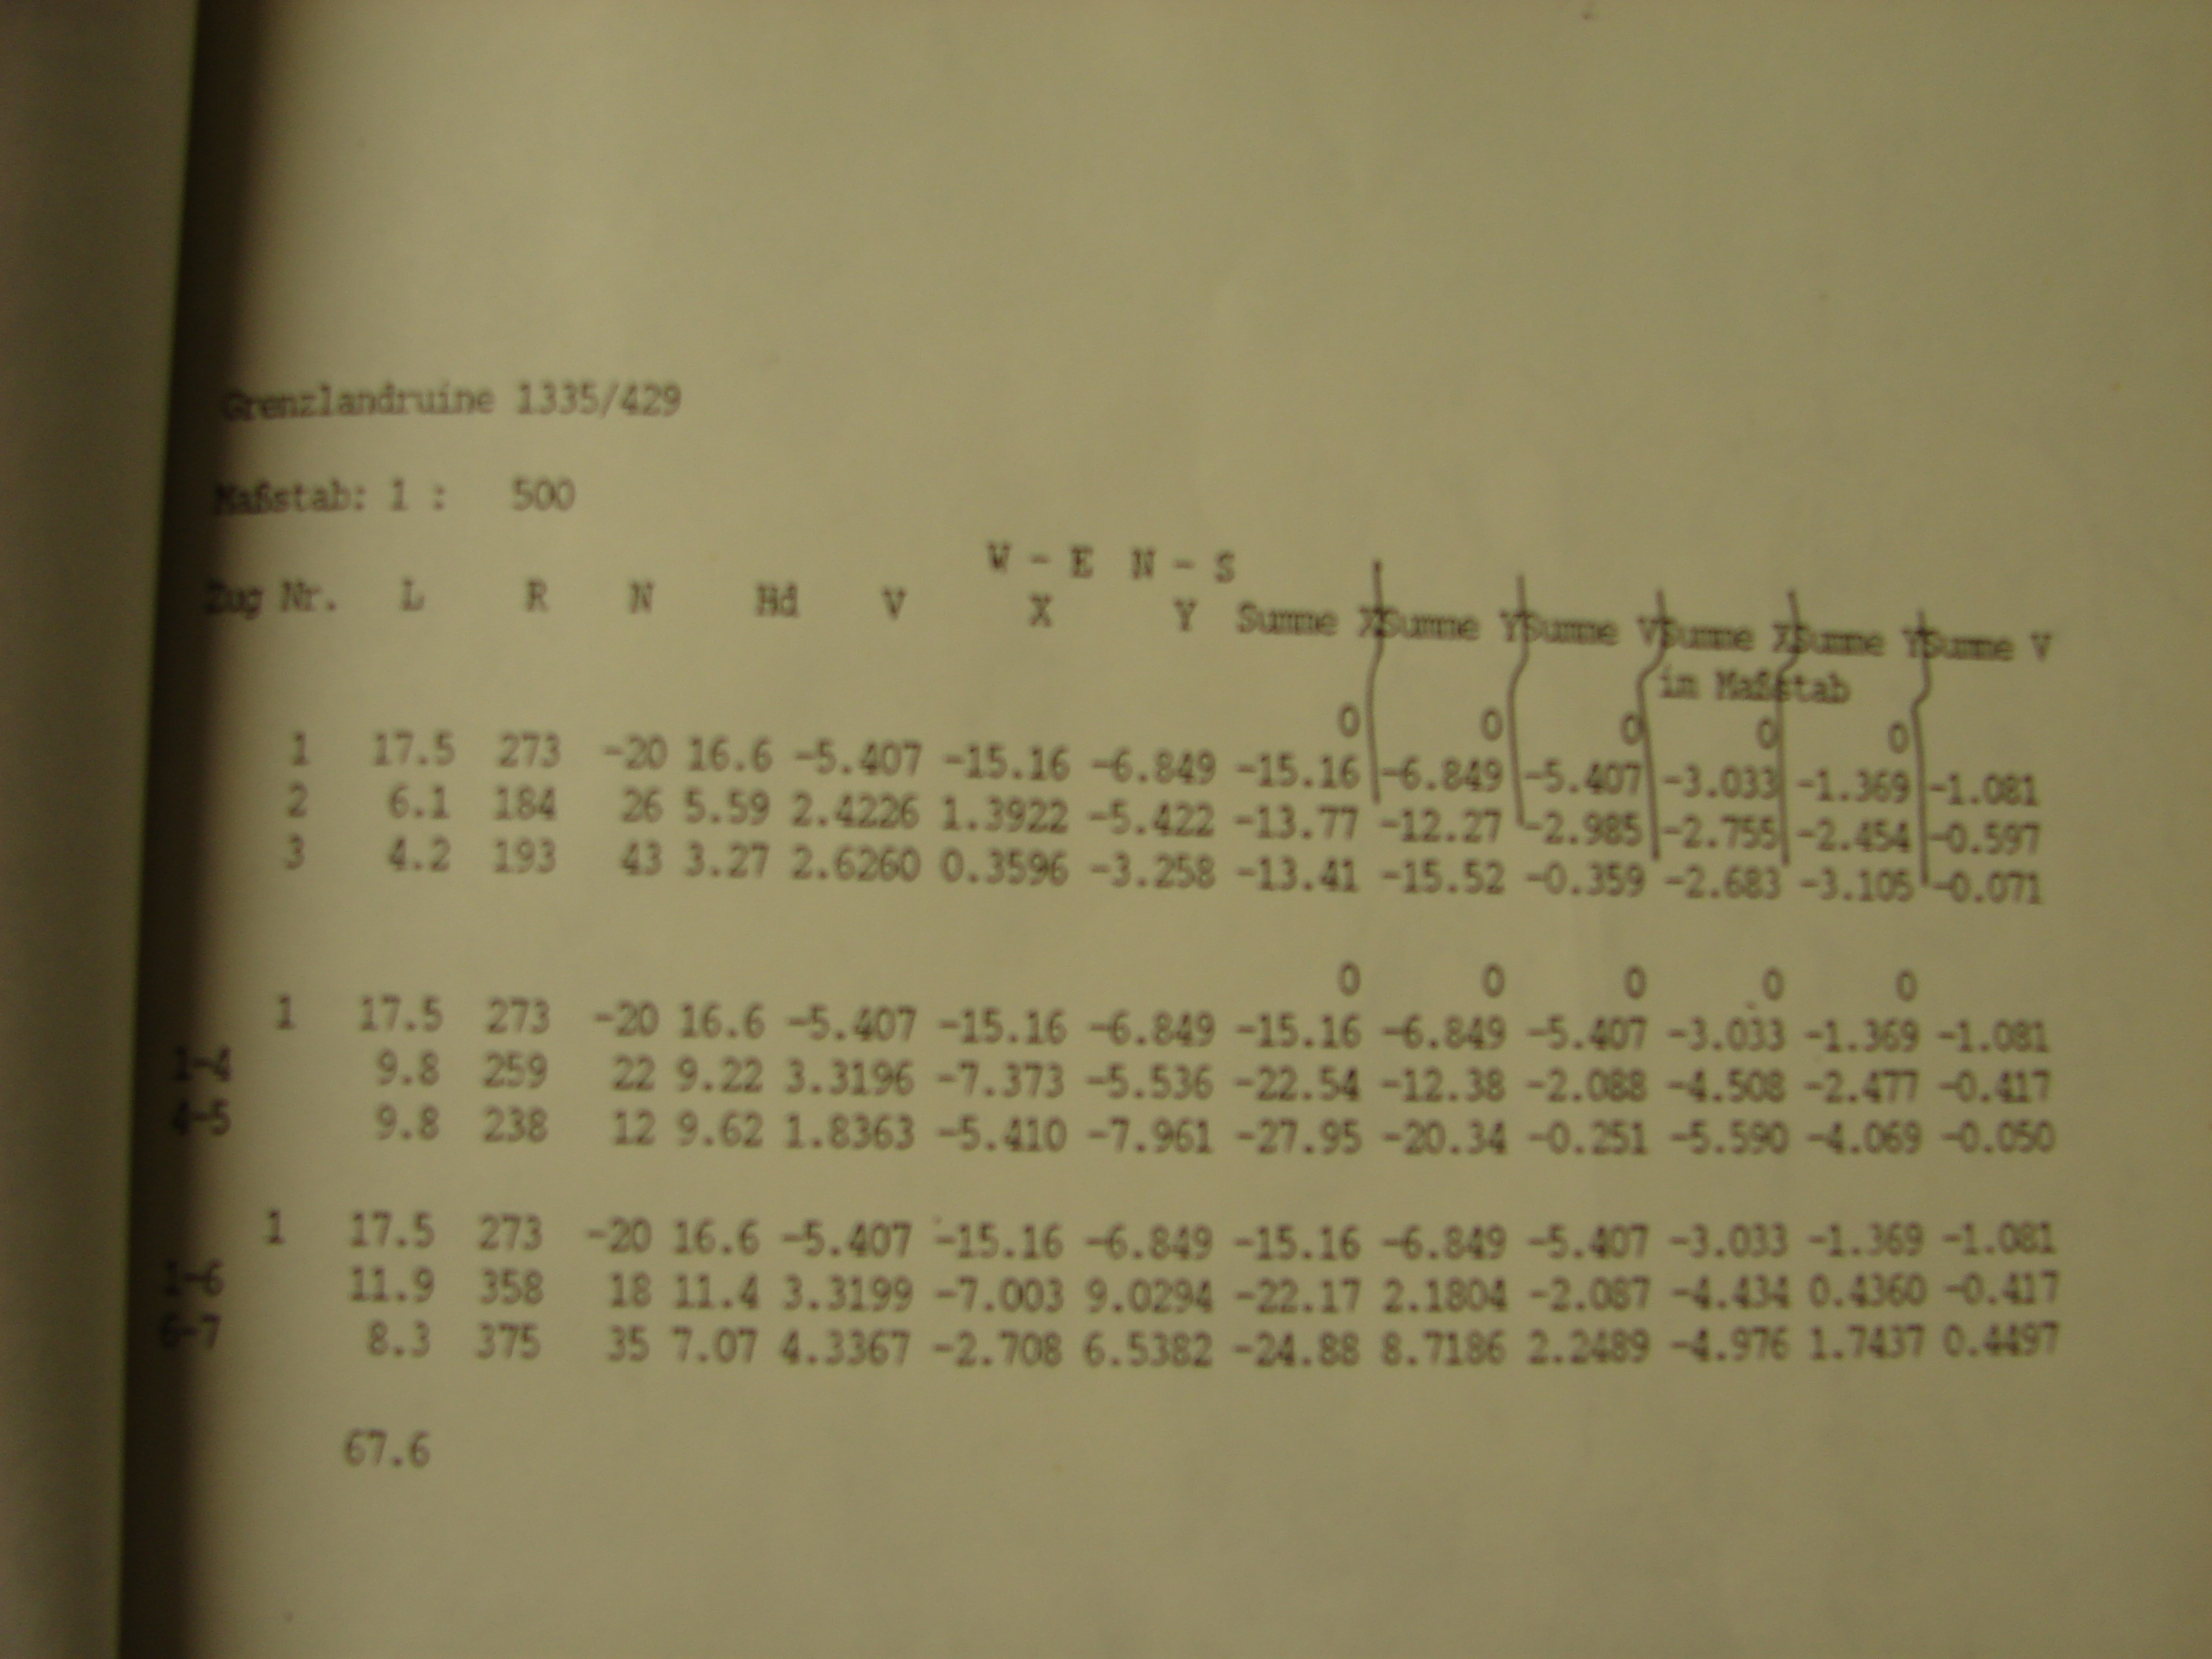 Grenzlandruine 1335/429
Maßstab: 1 : 500
W - E N - S
Zug Nr. L R N Hd V X Y Summe X Summe Y Summe V Summe X Summe Y Summe V
im Maßstab
0 0 0 0 0
1 17.5 273 -20 16.6 -5.407 -15.16 -6.849 -15.16 -6.849 -5.407 -3.033 -1.369 -1.081
2 6.1 184 26 5.59 2.4226 1.3922 -5.422 -13.77 -12.27 -2.985 -2.755 -2.454 -0.597
3 4.2 193 43 3.27 2.6260 0.3596 -3.258 -13.41 -15.52 -0.359 -2.683 -3.105 -0.071
0 0 0 0 0
1 17.5 273 -20 16.6 -5.407 -15.16 -6.849 -15.16 -6.849 -5.407 -3.033 -1.369 -1.081
1-4 9.8 259 22 9.22 3.3196 -7.373 -5.536 -22.54 -12.38 -2.088 -4.508 -2.477 -0.417
4-5 9.8 238 12 9.62 1.8363 -5.410 -7.961 -27.95 -20.34 -0.251 -5.590 -4.069 -0.050
1 17.5 273 -20 16.6 -5.407 -15.16 -6.849 -15.16 -6.849 -5.407 -3.033 -1.369 -1.081
1-6 11.9 358 18 11.4 3.3199 -7.003 9.0294 -22.17 2.1804 -2.087 -4.434 0.4360 -0.417
6-7 8.3 375 35 7.07 4.3367 -2.708 6.5382 -24.88 8.7186 2.2489 -4.976 1.7437 0.4497
67.6